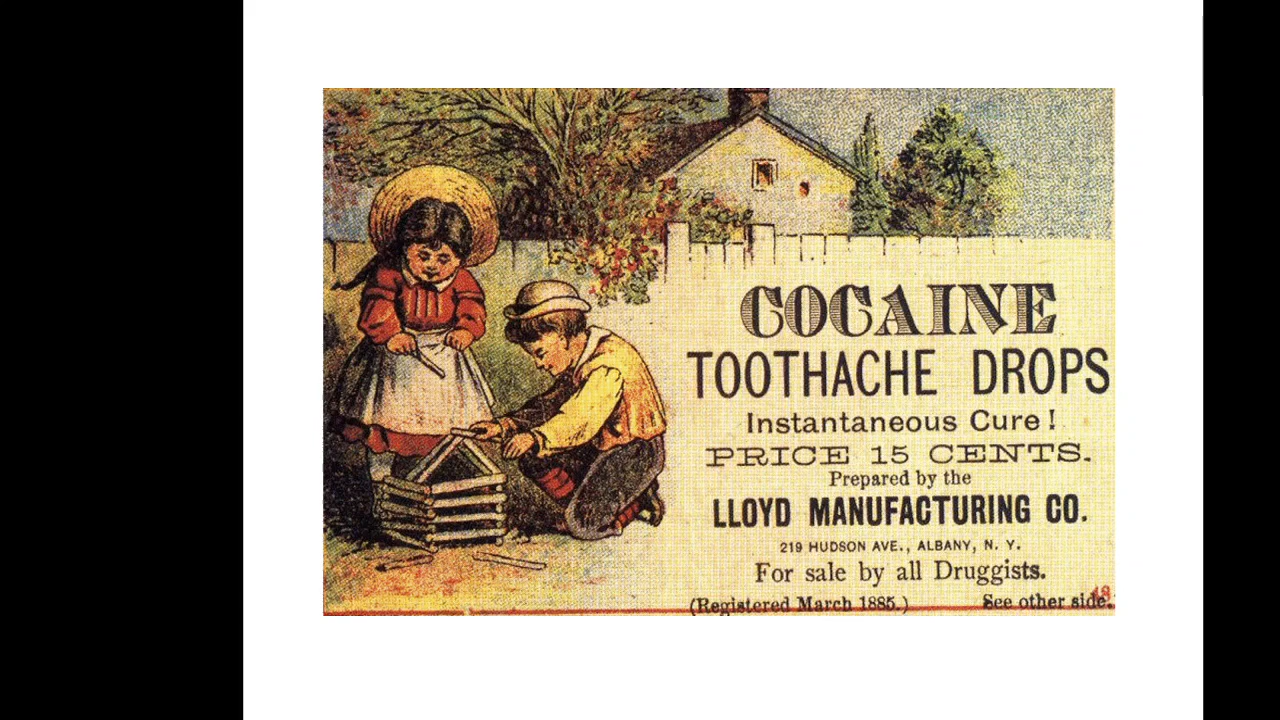 COCAINE
TOOTHACHE DROPS
Instantaneous Cure!
PRICE 15 CENTS.
Prepared by the
LLOYD MANUFACTURING CO.
219 HUDSON AVE., ALBANY, N. Y.
For sale by all Druggists.
(Registered March 1885.) See other side.
18